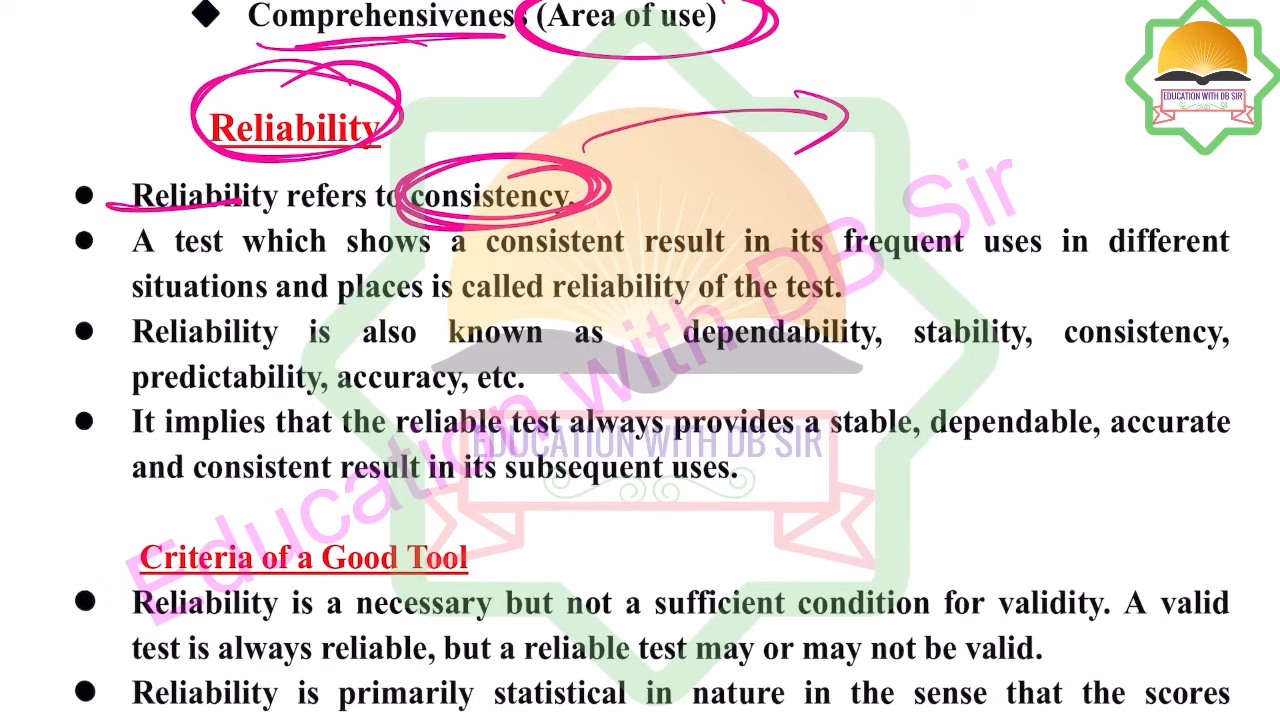 ◆ Comprehensiveness (Area of use)
EDUCATION WITH DB SIR
Reliability
● Reliability refers to consistency.
● A test which shows a consistent result in its frequent uses in different
situations and places is called reliability of the test.
● Reliability is also known as dependability, stability, consistency,
predictability, accuracy, etc.
● It implies that the reliable test always provides a stable, dependable, accurate
and consistent result in its subsequent uses.
EDUCATION WITH DB SIR
Education with DB Sir
Criteria of a Good Tool
● Reliability is a necessary but not a sufficient condition for validity. A valid
test is always reliable, but a reliable test may or may not be valid.
● Reliability is primarily statistical in nature in the sense that the scores